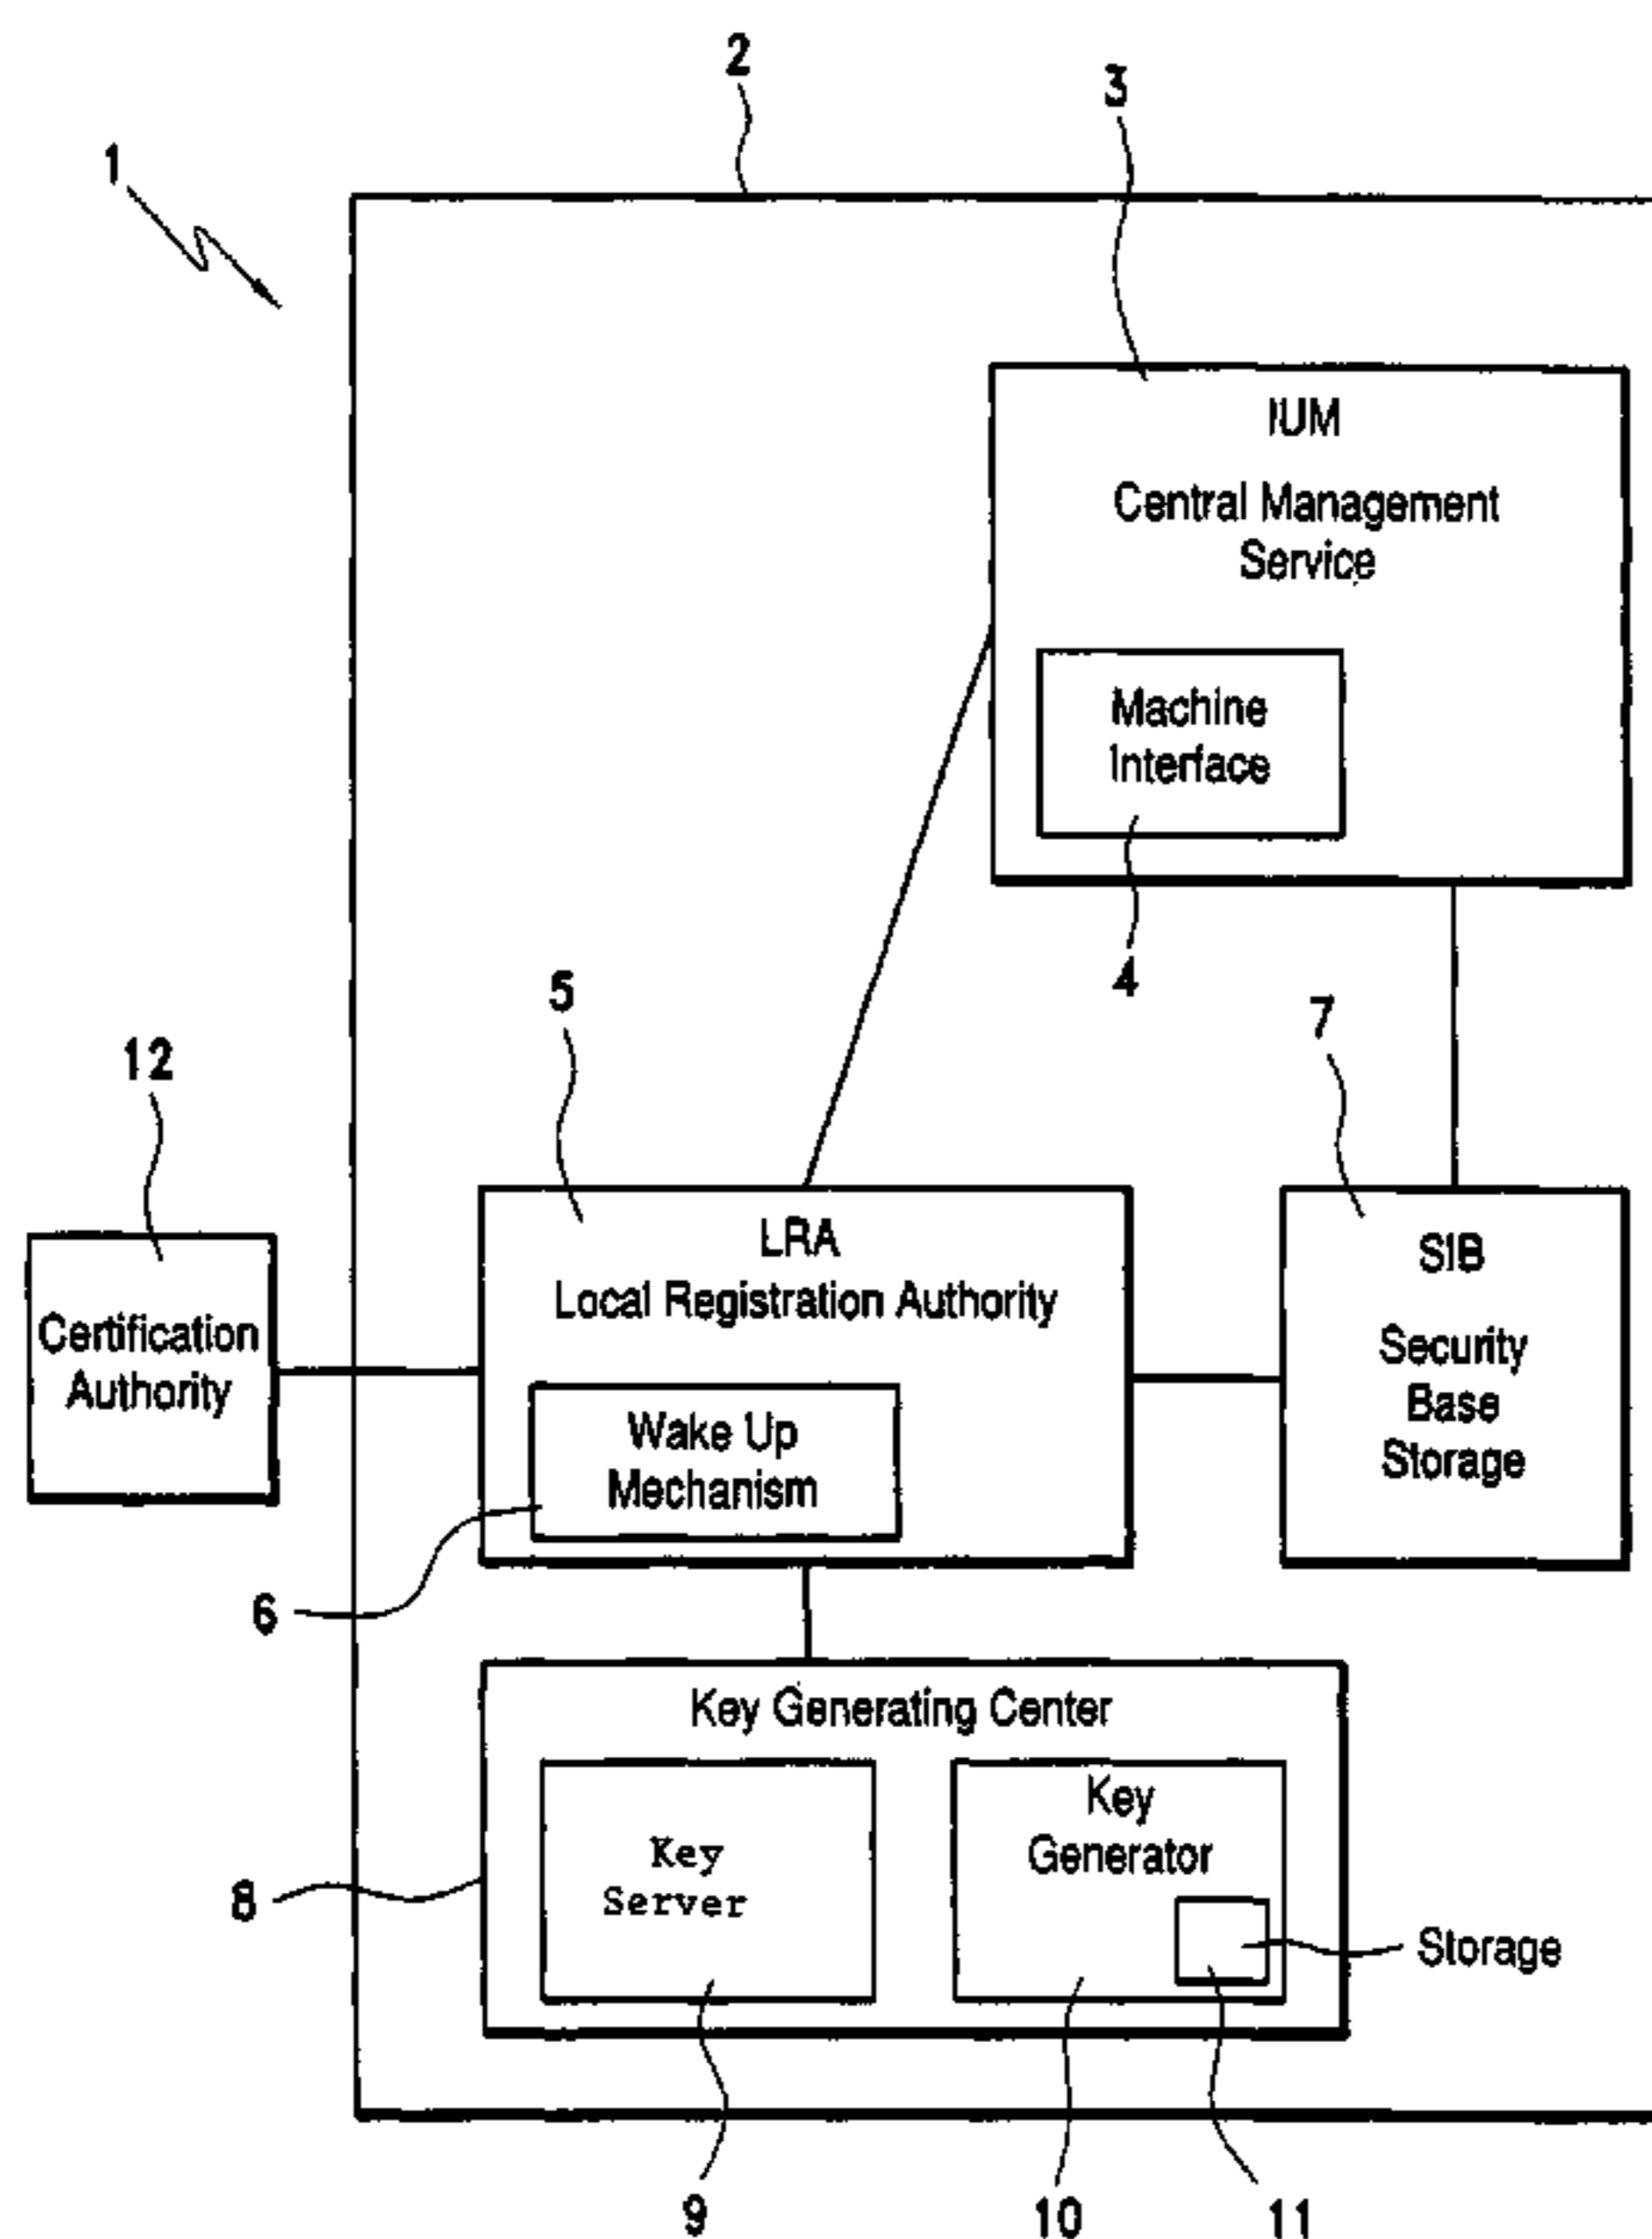 2
3
1
IUM
Central Management
Service
Machine
Interface
4
5
7
12
LRA
Local Registration Authority
SIB
Security
Base
Storage
Certification
Authority
Wake Up
Mechanism
6
Key Generating Center
Key
Server
Key
Generator
8
Storage
9
10
11